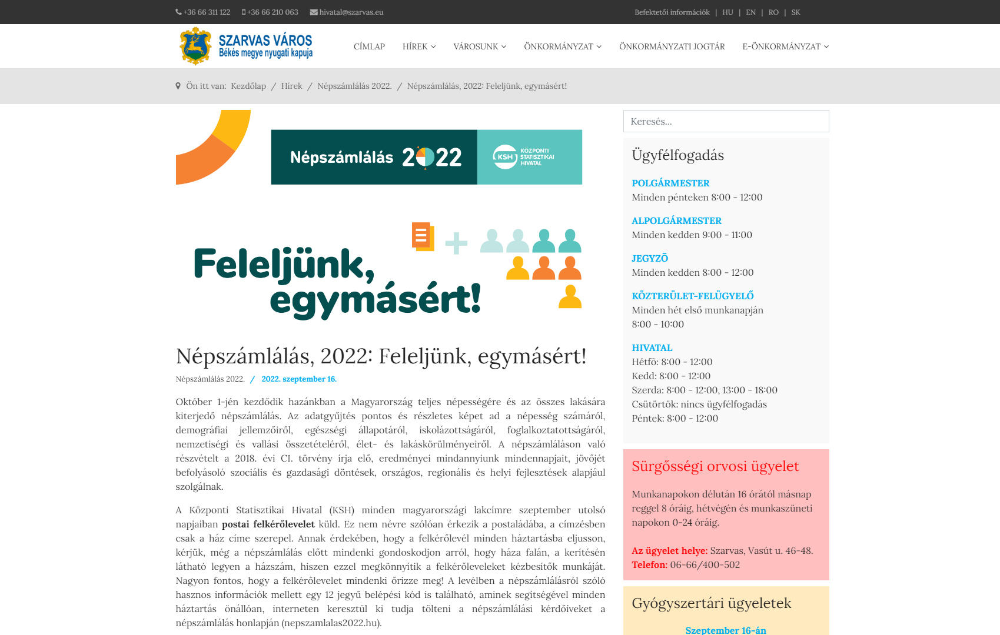 +36 66 311 122 +36 66 210 063 hivatal@szarvas.eu Befektetői információk | HU | EN | RO | SK
SZARVAS VÁROS
Békés megye nyugati kapuja
CÍMLAP HÍREK VÁROSUNK ÖNKORMÁNYZAT ÖNKORMÁNYZATI JOGTÁR E-ÖNKORMÁNYZAT
Ön itt van: Kezdőlap / Hírek / Népszámlálás 2022. / Népszámlálás, 2022: Feleljünk, egymásért!
Népszámlálás 2022
KSH
KÖZPONTI
STATISZTIKAI
HIVATAL
Feleljünk,
egymásért!
Népszámlálás, 2022: Feleljünk, egymásért!
Népszámlálás 2022. / 2022. szeptember 16.
Október 1-jén kezdődik hazánkban a Magyarország teljes népességére és az összes lakására
kiterjedő népszámlálás. Az adatgyűjtés pontos és részletes képet ad a népesség számáról,
demográfiai jellemzőiről, egészségi állapotáról, iskolázottságáról, foglalkoztatottságáról,
nemzetiségi és vallási összetételéről, élet- és lakáskörülményeiről. A népszámláláson való
részvételt a 2018. évi CI. törvény írja elő, eredményei mindannyiunk mindennapjait, jövőjét
befolyásoló szociális és gazdasági döntések, országos, regionális és helyi fejlesztések alapjául
szolgálnak.
A Központi Statisztikai Hivatal (KSH) minden magyarországi lakcímre szeptember utolsó
napjaiban postai felkérőlevelet küld. Ez nem névre szólóan érkezik a postaládába, a címzésben
csak a ház címe szerepel. Annak érdekében, hogy a felkérőlevél minden háztartásba eljusson,
kérjük, még a népszámlálás előtt mindenki gondoskodjon arról, hogy háza falán, a kerítésén
látható legyen a házszám, hiszen ezzel megkönnyítik a felkérőleveleket kézbesítők munkáját.
Nagyon fontos, hogy a felkérőlevelet mindenki őrizze meg! A levélben a népszámlálásról szóló
hasznos információk mellett egy 12 jegyű belépési kód is található, aminek segítségével minden
háztartás önállóan, interneten keresztül ki tudja tölteni a népszámlálási kérdőíveket a
népszámlálás honlapján (nepszamlalas2022.hu).
Keresés...
Ügyfélfogadás
POLGÁRMESTER
Minden pénteken 8:00 - 12:00
ALPOLGÁRMESTER
Minden kedden 9:00 - 11:00
JEGYZÕ
Minden kedden 8:00 - 12:00
KÖZTERÜLET-FELÜGYELŐ
Minden hét első munkanapján
8:00 - 10:00
HIVATAL
Hétfõ: 8:00 - 12:00
Kedd: 8:00 - 12:00
Szerda: 8:00 - 12:00, 13:00 - 18:00
Csütörtök: nincs ügyfélfogadás
Péntek: 8:00 - 12:00
Sürgősségi orvosi ügyelet
Munkanapokon délután 16 órától másnap
reggel 8 óráig, hétvégén és munkaszüneti
napokon 0-24 óráig.
Az ügyelet helye: Szarvas, Vasút u. 46-48.
Telefon: 06-66/400-502
Gyógyszertári ügyeletek
Szeptember 16-án